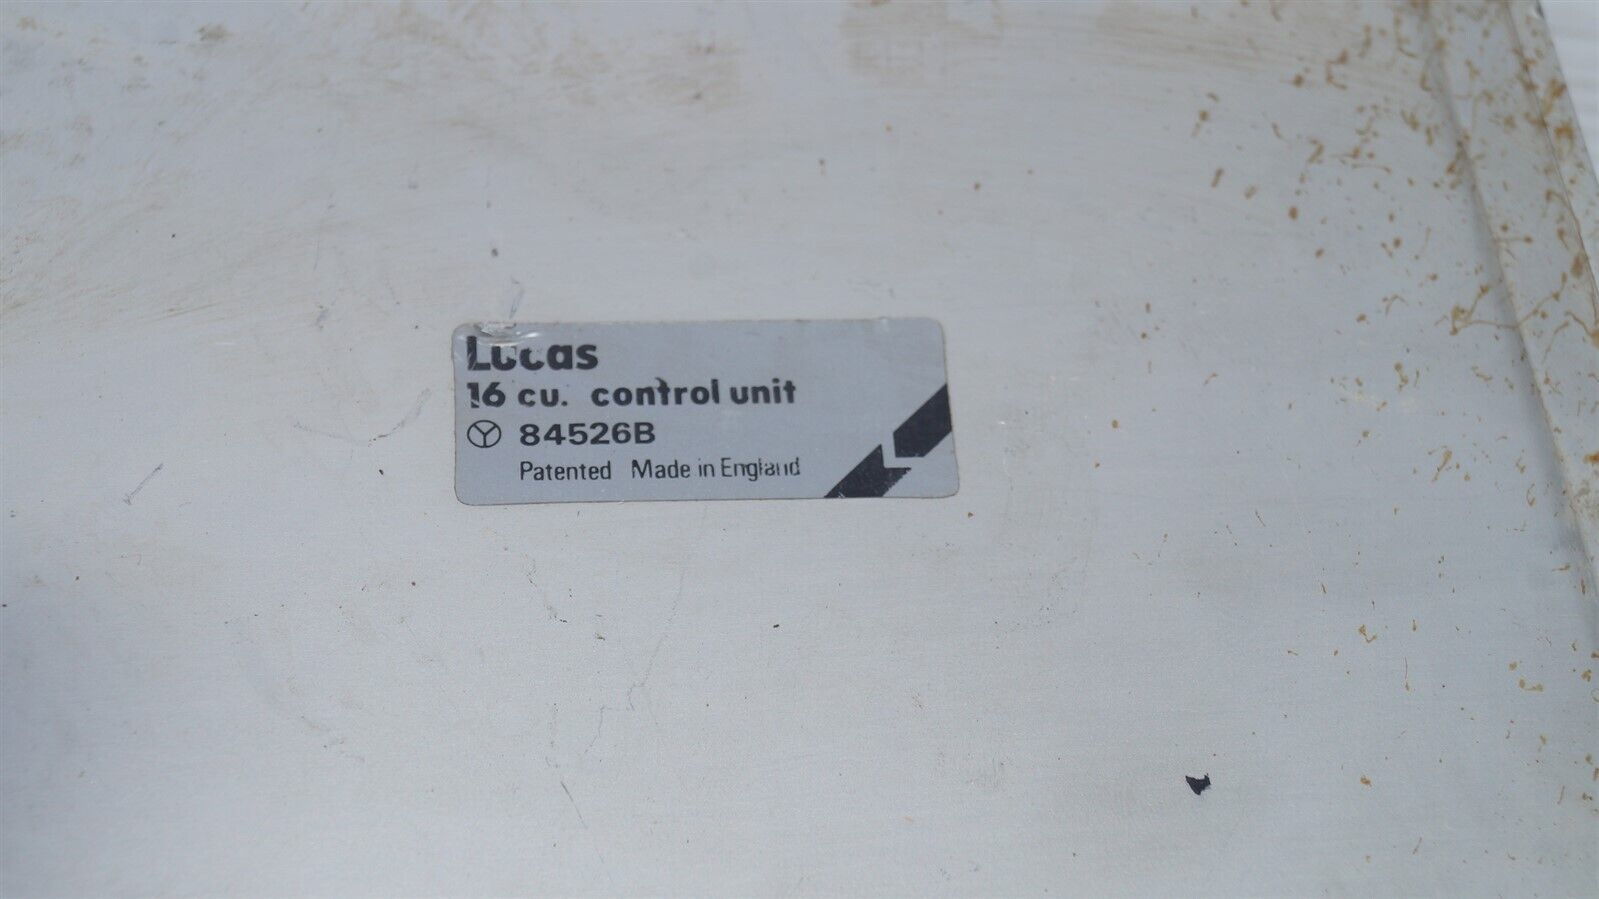 Lucas
16 cu. control unit
84526B
Patented Made in England